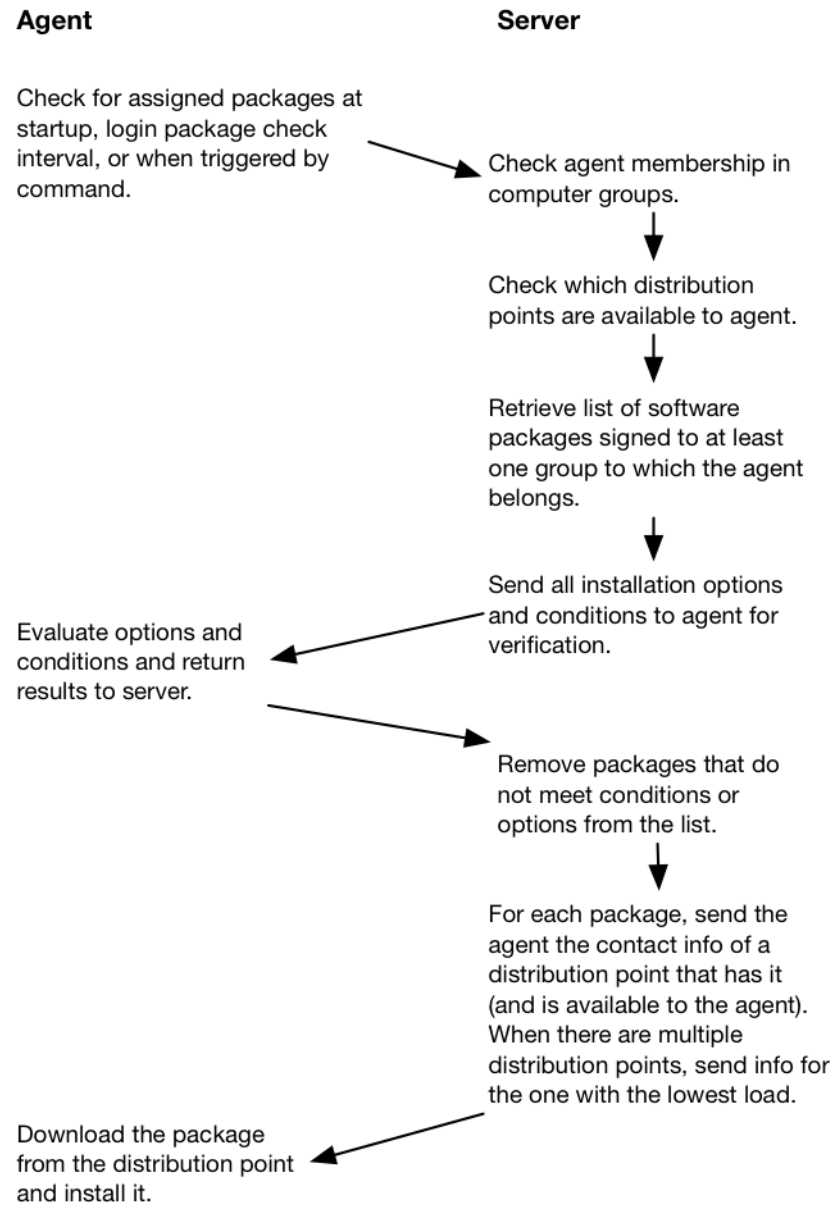 Agent
Server
Check for assigned packages at
startup, login package check
interval, or when triggered by
command.
Check agent membership in
computer groups.
Check which distribution
points are available to agent.
Retrieve list of software
packages signed to at least
one group to which the agent
belongs.
Send all installation options
and conditions to agent for
verification.
Evaluate options and
conditions and return
results to server.
Remove packages that do
not meet conditions or
options from the list.
For each package, send the
agent the contact info of a
distribution point that has it
(and is available to the agent).
When there are multiple
distribution points, send info for
the one with the lowest load.
Download the package
from the distribution point
and install it.